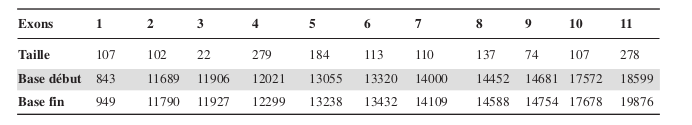 Exons 1 2 3 4 5 6 7 8 9 10 11
Taille 107 102 22 279 184 113 110 137 74 107 278
Base début 843 11689 11906 12021 13055 13320 14000 14452 14681 17572 18599
Base fin 949 11790 11927 12299 13238 13432 14109 14588 14754 17678 19876